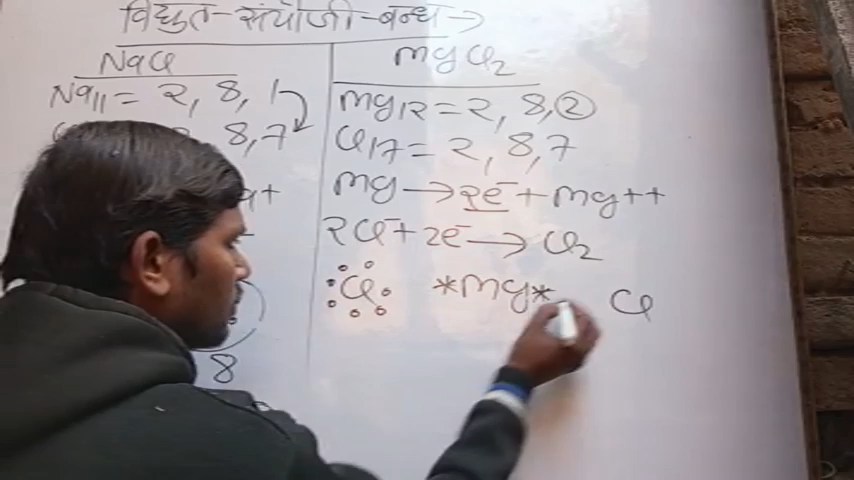 विद्युत-संयोजी-बन्ध→
NaCl
Na11 = 2, 8, 1
8,7
+
8
MgCl2
Mg12 = 2, 8, 2
Cl17 = 2, 8, 7
Mg → 2e⁻ + Mg++
2Cl⁻ + 2e⁻ → Cl2
Cl *Mg* Cl